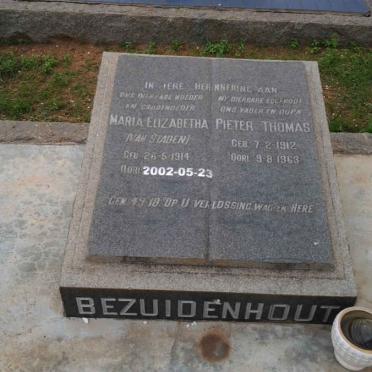 IN TERE HERINNERING AAN
ONS DIERBARE MOEDER
EN GROOTMOEDER
MARIA ELIZABETHA
(VAN STADEN)
GEB. 26-5-1914
OORL 2002-05-23
MY DIERBARE EGGENOOT
ONS VADER EN OUPA
PIETER THOMAS
GEB. 7-2-1912
OORL. 9-8-1963
GEN. 49-18 OP U VERLOSSING WAG EK HERE
BEZUIDENHOUT